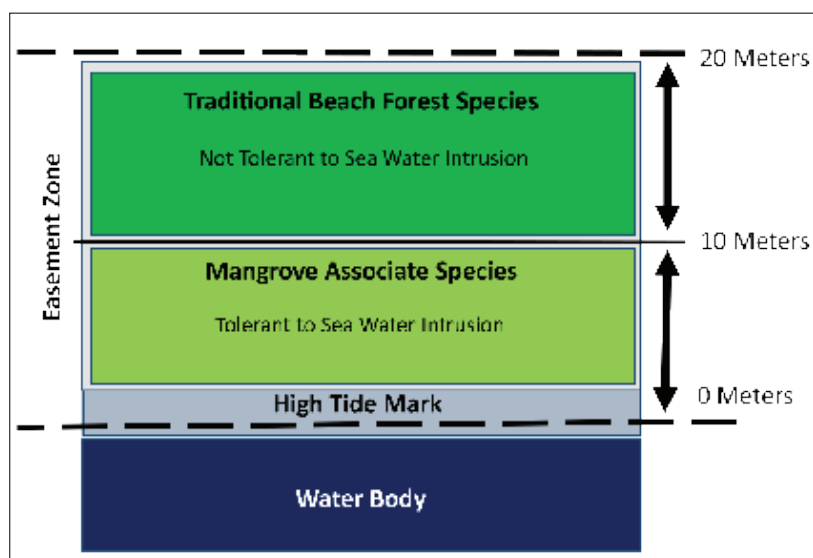 20 Meters
Traditional Beach Forest Species
Not Tolerant to Sea Water Intrusion
Easement Zone
10 Meters
Mangrove Associate Species
Tolerant to Sea Water Intrusion
0 Meters
High Tide Mark
Water Body